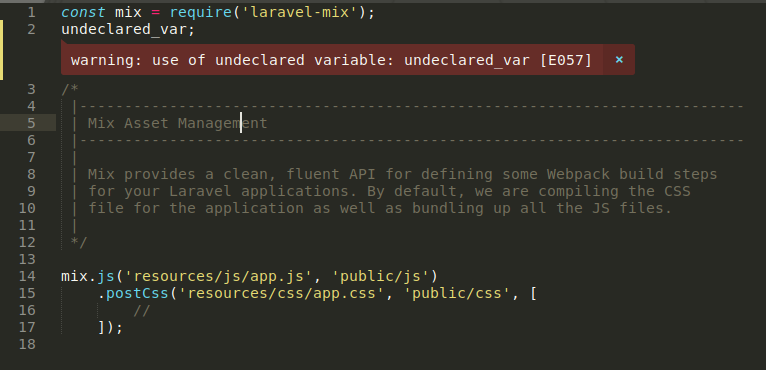 1 const mix = require('laravel-mix');
2 undeclared_var;
warning: use of undeclared variable: undeclared_var [E057] ×
3 /*
4  |--------------------------------------------------------------------------
5  | Mix Asset Management
6  |--------------------------------------------------------------------------
7  |
8  | Mix provides a clean, fluent API for defining some Webpack build steps
9  | for your Laravel applications. By default, we are compiling the CSS
10  | file for the application as well as bundling up all the JS files.
11  |
12  */
13
14 mix.js('resources/js/app.js', 'public/js')
15     .postCss('resources/css/app.css', 'public/css', [
16         //
17     ]);
18